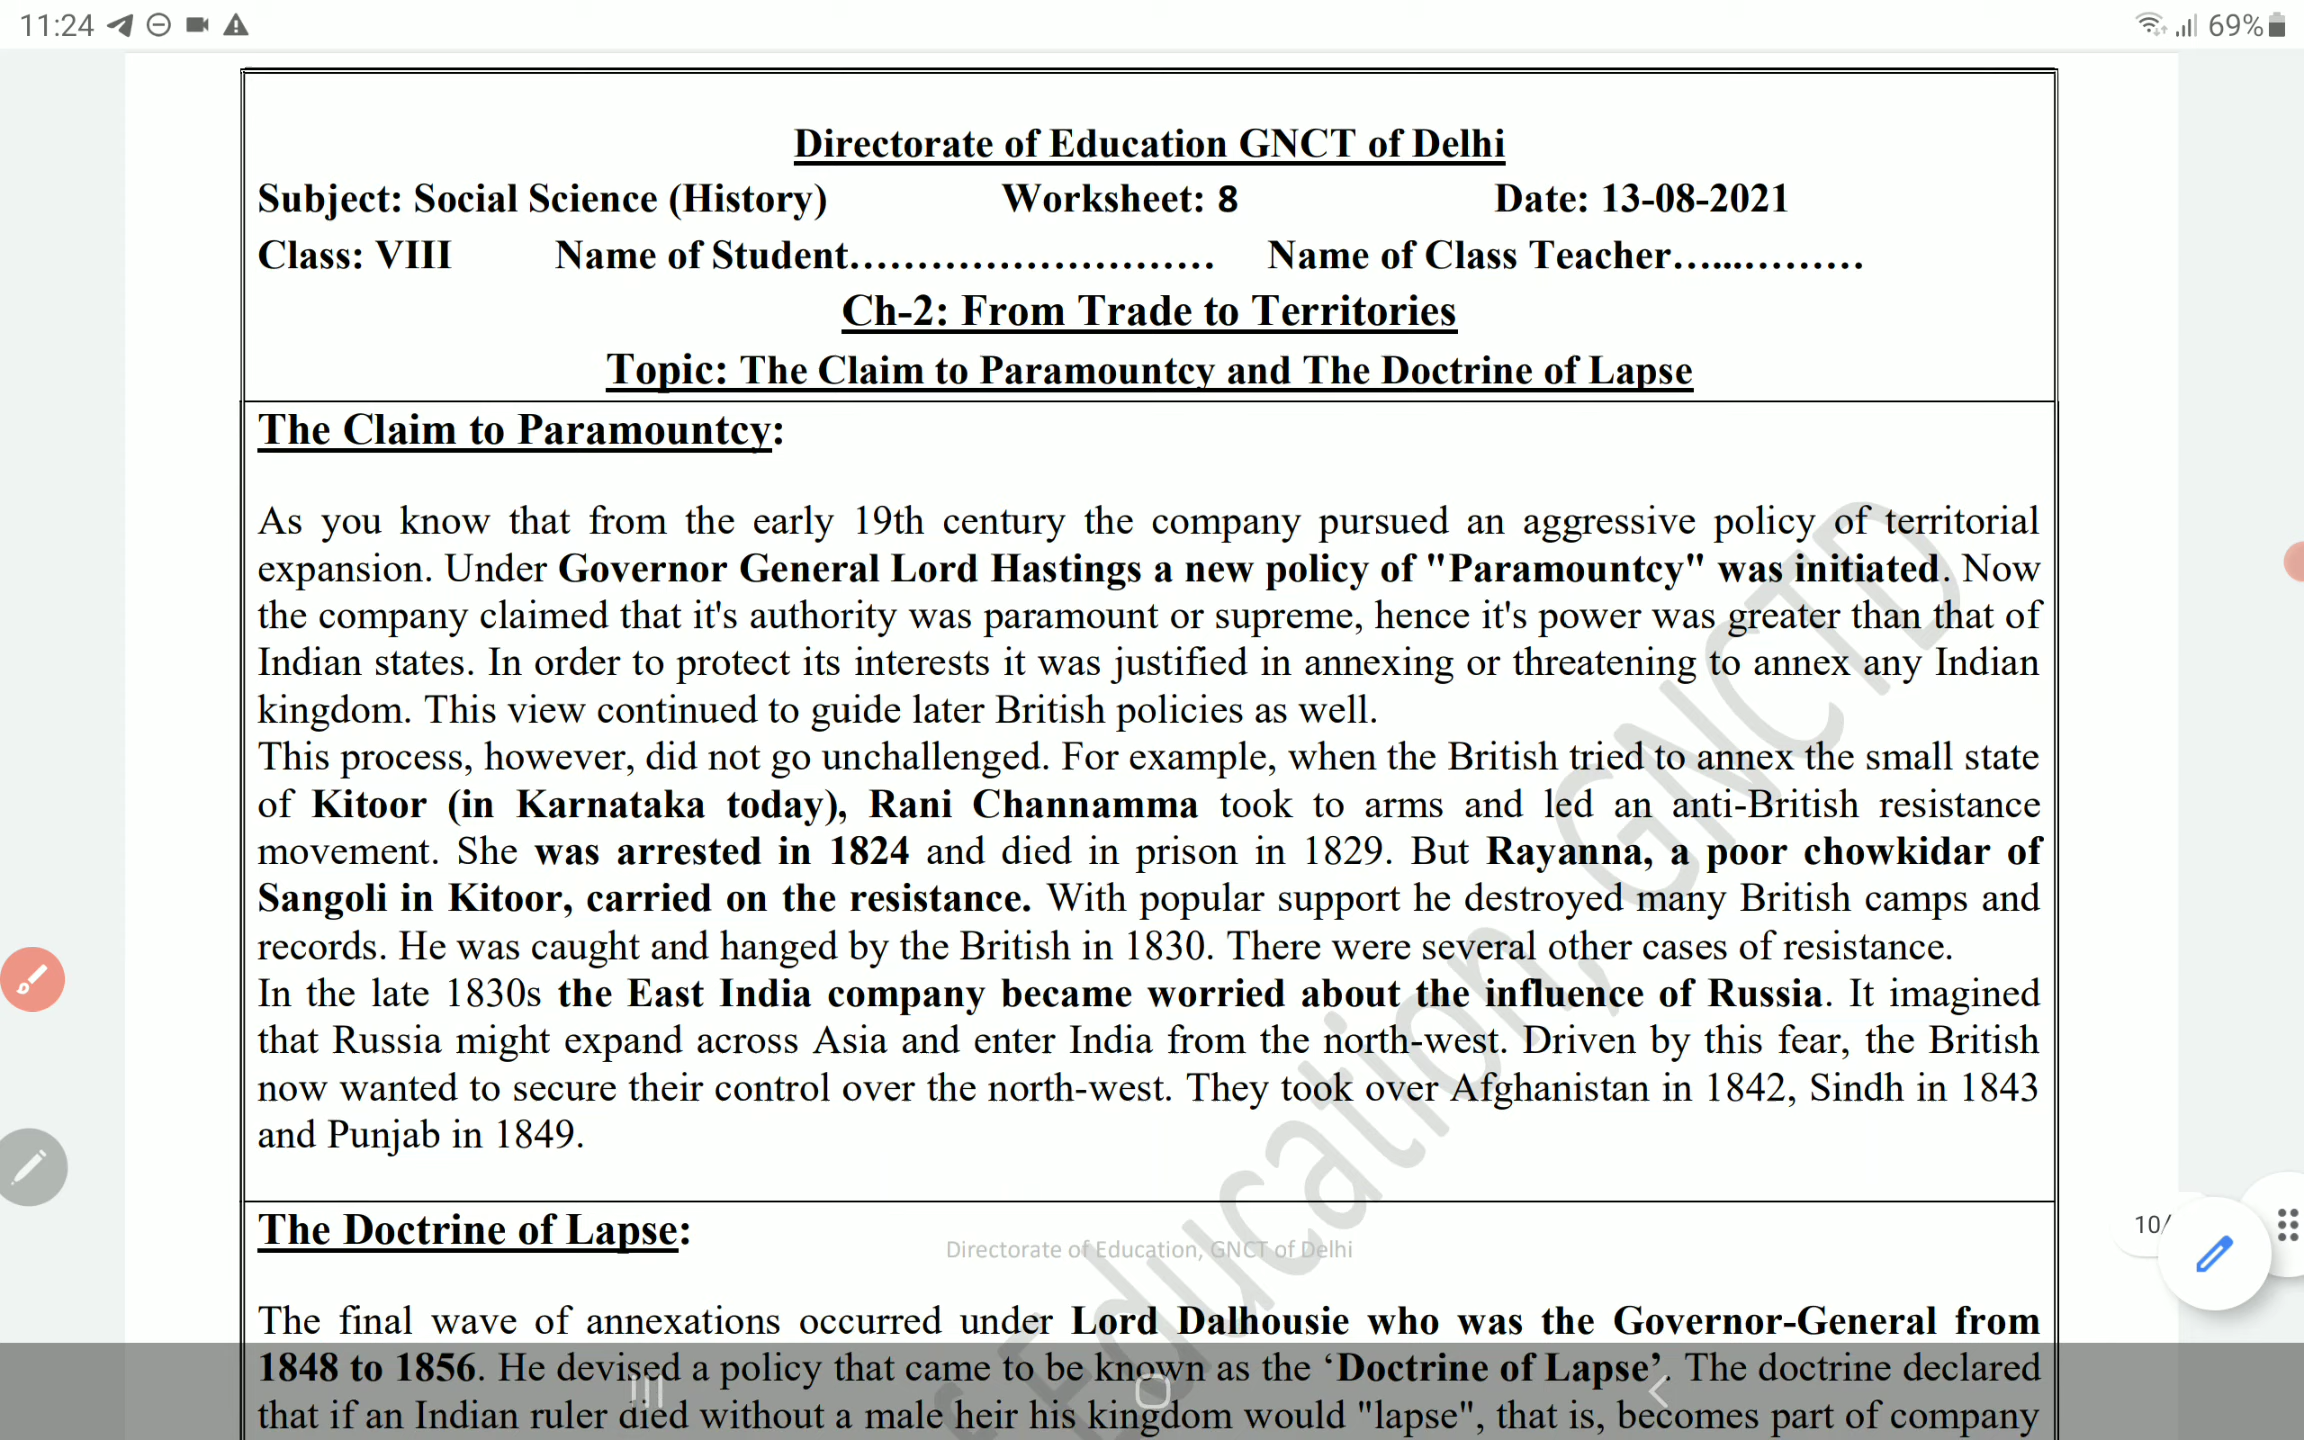 11:24
69%
Directorate of Education GNCT of Delhi
Subject: Social Science (History) Worksheet: 8 Date: 13-08-2021
Class: VIII Name of Student........................... Name of Class Teacher...............
Ch-2: From Trade to Territories
Topic: The Claim to Paramountcy and The Doctrine of Lapse
The Claim to Paramountcy:
As you know that from the early 19th century the company pursued an aggressive policy of territorial
expansion. Under Governor General Lord Hastings a new policy of "Paramountcy" was initiated. Now
the company claimed that it's authority was paramount or supreme, hence it's power was greater than that of
Indian states. In order to protect its interests it was justified in annexing or threatening to annex any Indian
kingdom. This view continued to guide later British policies as well.
This process, however, did not go unchallenged. For example, when the British tried to annex the small state
of Kitoor (in Karnataka today), Rani Channamma took to arms and led an anti-British resistance
movement. She was arrested in 1824 and died in prison in 1829. But Rayanna, a poor chowkidar of
Sangoli in Kitoor, carried on the resistance. With popular support he destroyed many British camps and
records. He was caught and hanged by the British in 1830. There were several other cases of resistance.
In the late 1830s the East India company became worried about the influence of Russia. It imagined
that Russia might expand across Asia and enter India from the north-west. Driven by this fear, the British
now wanted to secure their control over the north-west. They took over Afghanistan in 1842, Sindh in 1843
and Punjab in 1849.
The Doctrine of Lapse:
Directorate of Education, GNCT of Delhi
10/
The final wave of annexations occurred under Lord Dalhousie who was the Governor-General from
1848 to 1856. He devised a policy that came to be known as the ‘Doctrine of Lapse’. The doctrine declared
that if an Indian ruler died without a male heir his kingdom would "lapse", that is, becomes part of company
f Education, GNCTD